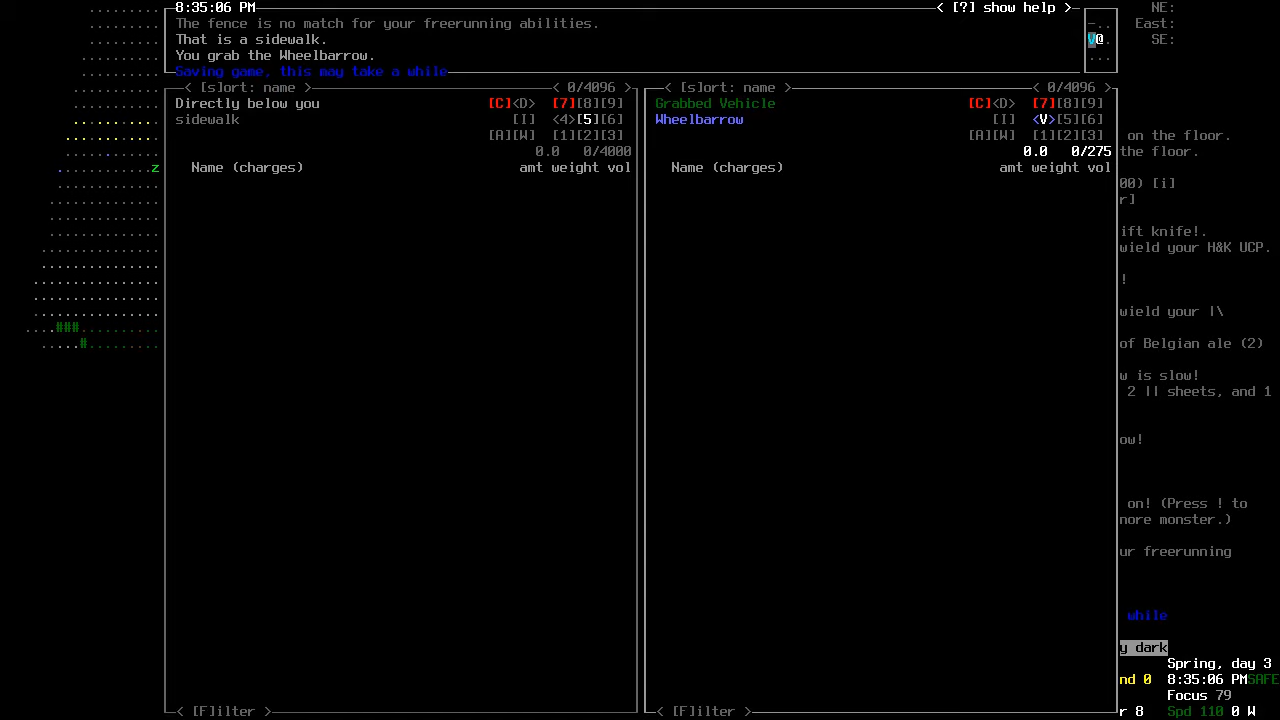 8:35:06 PM < [?] show help > NE:
The fence is no match for your freerunning abilities. East:
That is a sidewalk. V@. SE:
You grab the Wheelbarrow.
Saving game, this may take a while
< [s]ort: name > < 0/4096 > < [s]ort: name > < 0/4096 >
Directly below you [C]<D> [7][8][9] Grabbed Vehicle [C]<D> [7][8][9]
sidewalk [I] <4>[5][6] Wheelbarrow [I] <V>[5][6]
[A][W] [1][2][3] [A][W] [1][2][3] on the floor.
0.0 0/4000 0.0 0/275 the floor.
z Name (charges) amt weight vol Name (charges) amt weight vol
00) [i]
r]
ift knife!.
wield your H&K UCP.
!
wield your |\
....###
.....#
of Belgian ale (2)
w is slow!
2 || sheets, and 1
ow!
on! (Press ! to
nore monster.)
ur freerunning
while
y dark
Spring, day 3
nd 0 8:35:06 PM SAFE
Focus 79
< [F]ilter > < [F]ilter > r 8 Spd 110 0 W